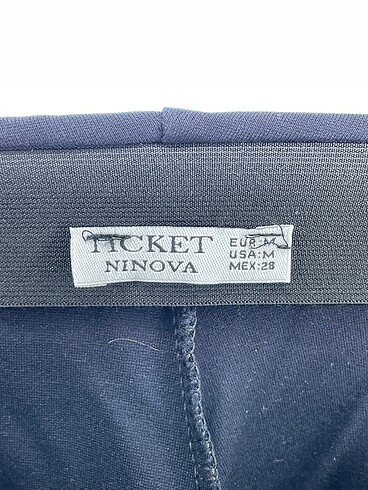 TICKET
NINOVA
EUR:M
USA:M
MEX:28